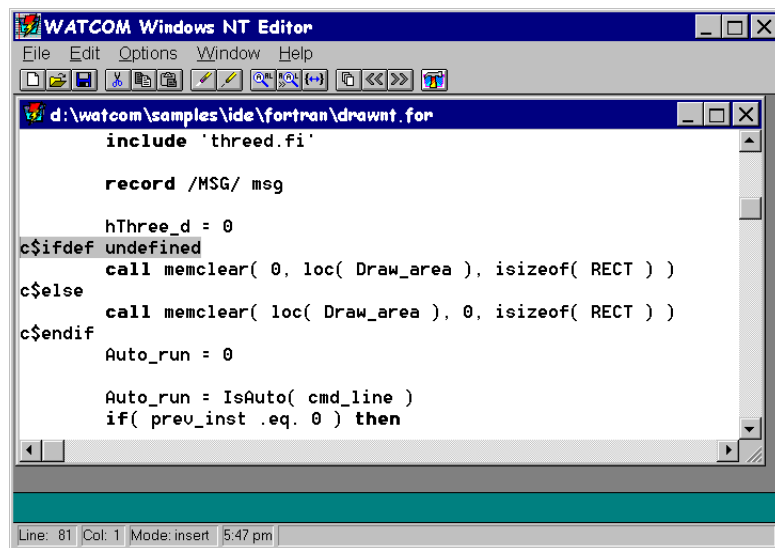 WATCOM Windows NT Editor
File Edit Options Window Help
d:\watcom\samples\ide\fortran\drawnt.for
include 'threed.fi'
record /MSG/ msg
hThree_d = 0
c$ifdef undefined
call memclear( 0, loc( Draw_area ), isizeof( RECT ) )
c$else
call memclear( loc( Draw_area ), 0, isizeof( RECT ) )
c$endif
Auto_run = 0
Auto_run = IsAuto( cmd_line )
if( prev_inst .eq. 0 ) then
Line: 81 Col: 1 Mode: insert 5:47 pm